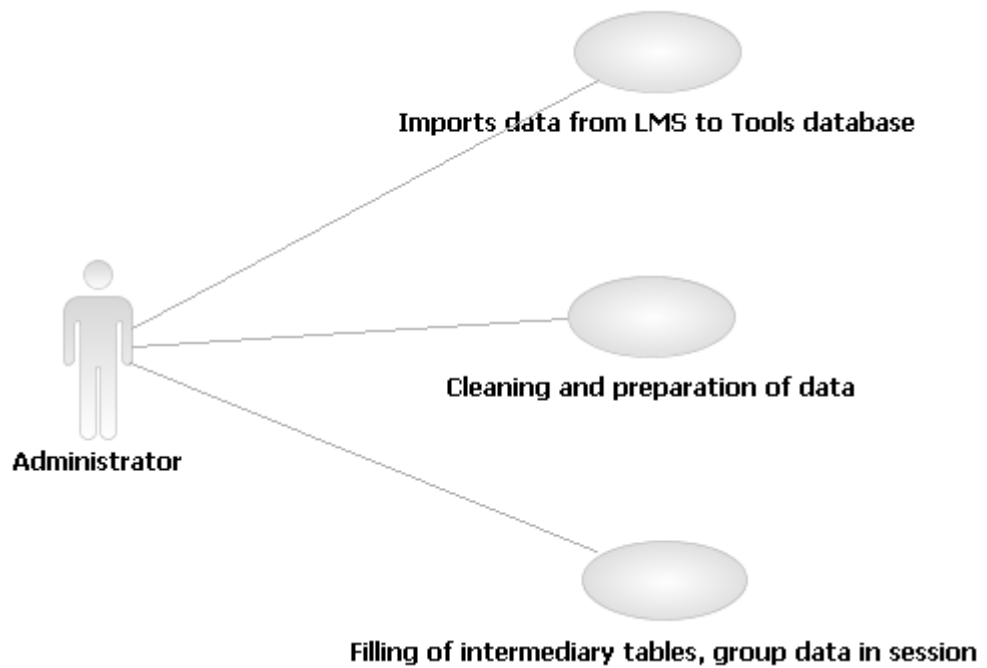 Imports data from LMS to Tools database
Cleaning and preparation of data
Administrator
Filling of intermediary tables, group data in session